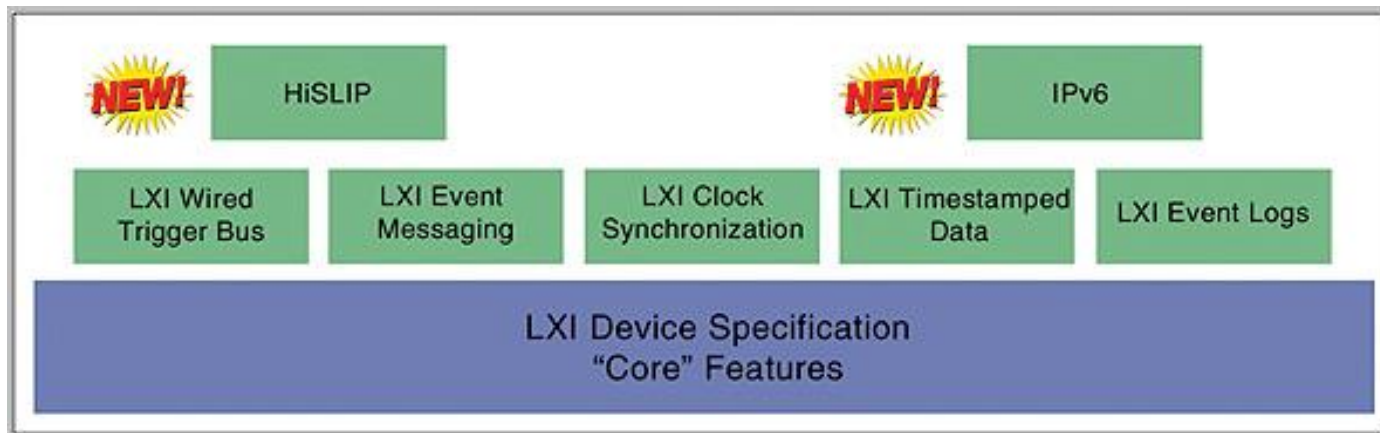 NEW!
HiSLIP
NEW!
IPv6
LXI Wired
Trigger Bus
LXI Event
Messaging
LXI Clock
Synchronization
LXI Timestamped
Data
LXI Event Logs
LXI Device Specification
“Core” Features